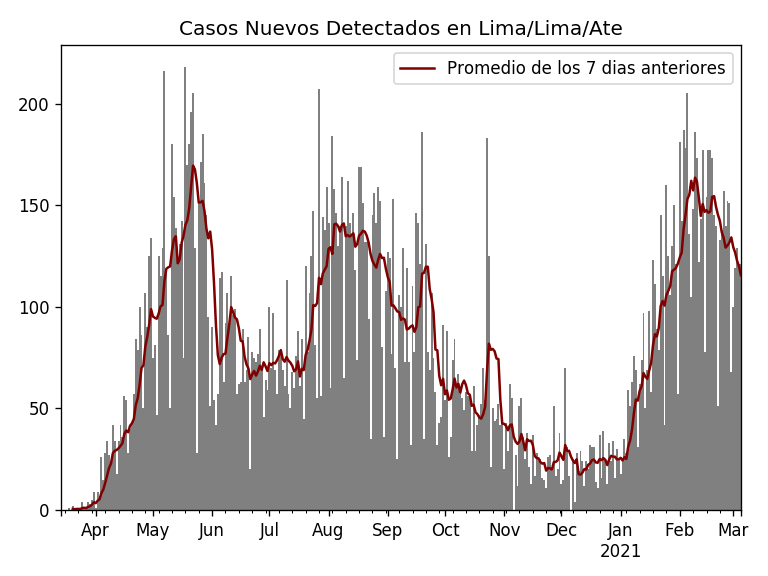 Casos Nuevos Detectados en Lima/Lima/Ate
Promedio de los 7 dias anteriores
200
150
100
50
0
Apr May Jun Jul Aug Sep Oct Nov Dec Jan Feb Mar
2021